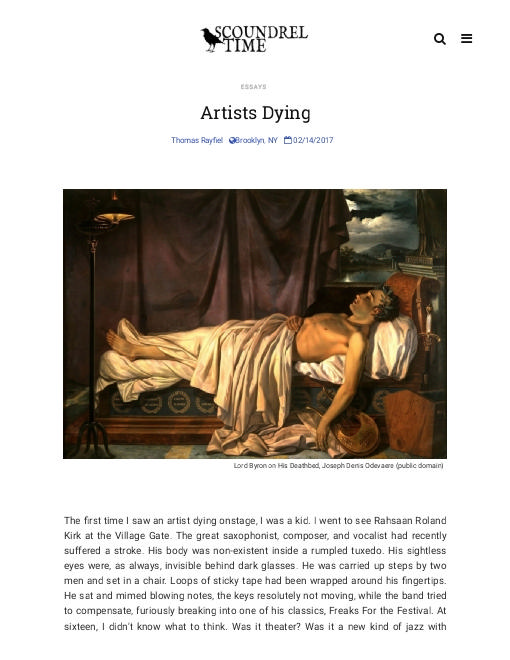 SCOUNDREL
TIME
ESSAYS
Artists Dying
Thomas Rayfiel Brooklyn, NY 02/14/2017
Lord Byron on His Deathbed, Joseph Denis Odevaere (public domain)
The first time I saw an artist dying onstage, I was a kid. I went to see Rahsaan Roland
Kirk at the Village Gate. The great saxophonist, composer, and vocalist had recently
suffered a stroke. His body was non-existent inside a rumpled tuxedo. His sightless
eyes were, as always, invisible behind dark glasses. He was carried up steps by two
men and set in a chair. Loops of sticky tape had been wrapped around his fingertips.
He sat and mimed blowing notes, the keys resolutely not moving, while the band tried
to compensate, furiously breaking into one of his classics, Freaks For the Festival. At
sixteen, I didn't know what to think. Was it theater? Was it a new kind of jazz with